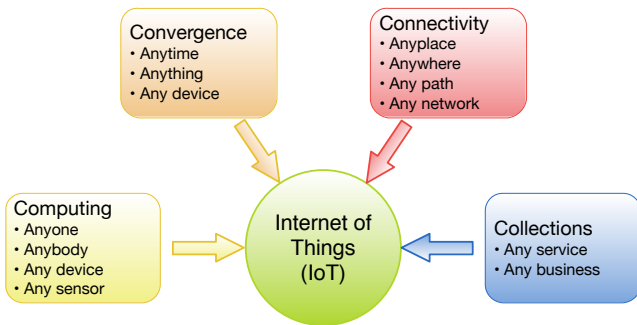 Convergence
• Anytime
• Anything
• Any device
Connectivity
• Anyplace
• Anywhere
• Any path
• Any network
Computing
• Anyone
• Anybody
• Any device
• Any sensor
Internet of
Things
(IoT)
Collections
• Any service
• Any business